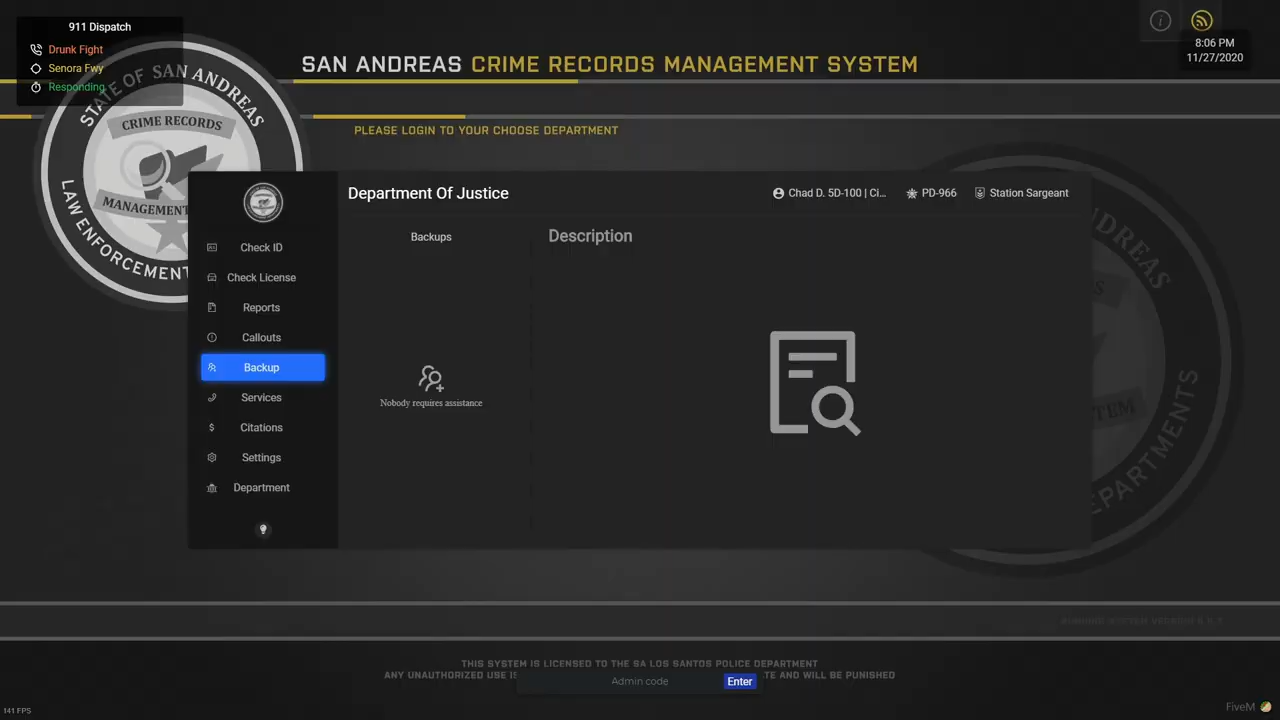 911 Dispatch
Drunk Fight
Senora Fwy
Responding
8:06 PM
11/27/2020
SAN ANDREAS CRIME RECORDS MANAGEMENT SYSTEM
PLEASE LOGIN TO YOUR CHOOSE DEPARTMENT
STATE OF SAN ANDREAS
CRIME RECORDS
MANAGEMENT
LAW ENFORCEMENT
Department Of Justice
Chad D. 5D-100 | Ci...
PD-966
Station Sargeant
Check ID
Check License
Reports
Callouts
Backup
Services
Citations
Settings
Department
Backups
Nobody requires assistance
Description
ANDREAS
DEPARTMENTS
THIS SYSTEM IS LICENSED TO THE SA LOS SANTOS POLICE DEPARTMENT
ANY UNAUTHORIZED USE IS
TE AND WILL BE PUNISHED
Admin code
Enter
141 FPS
FiveM